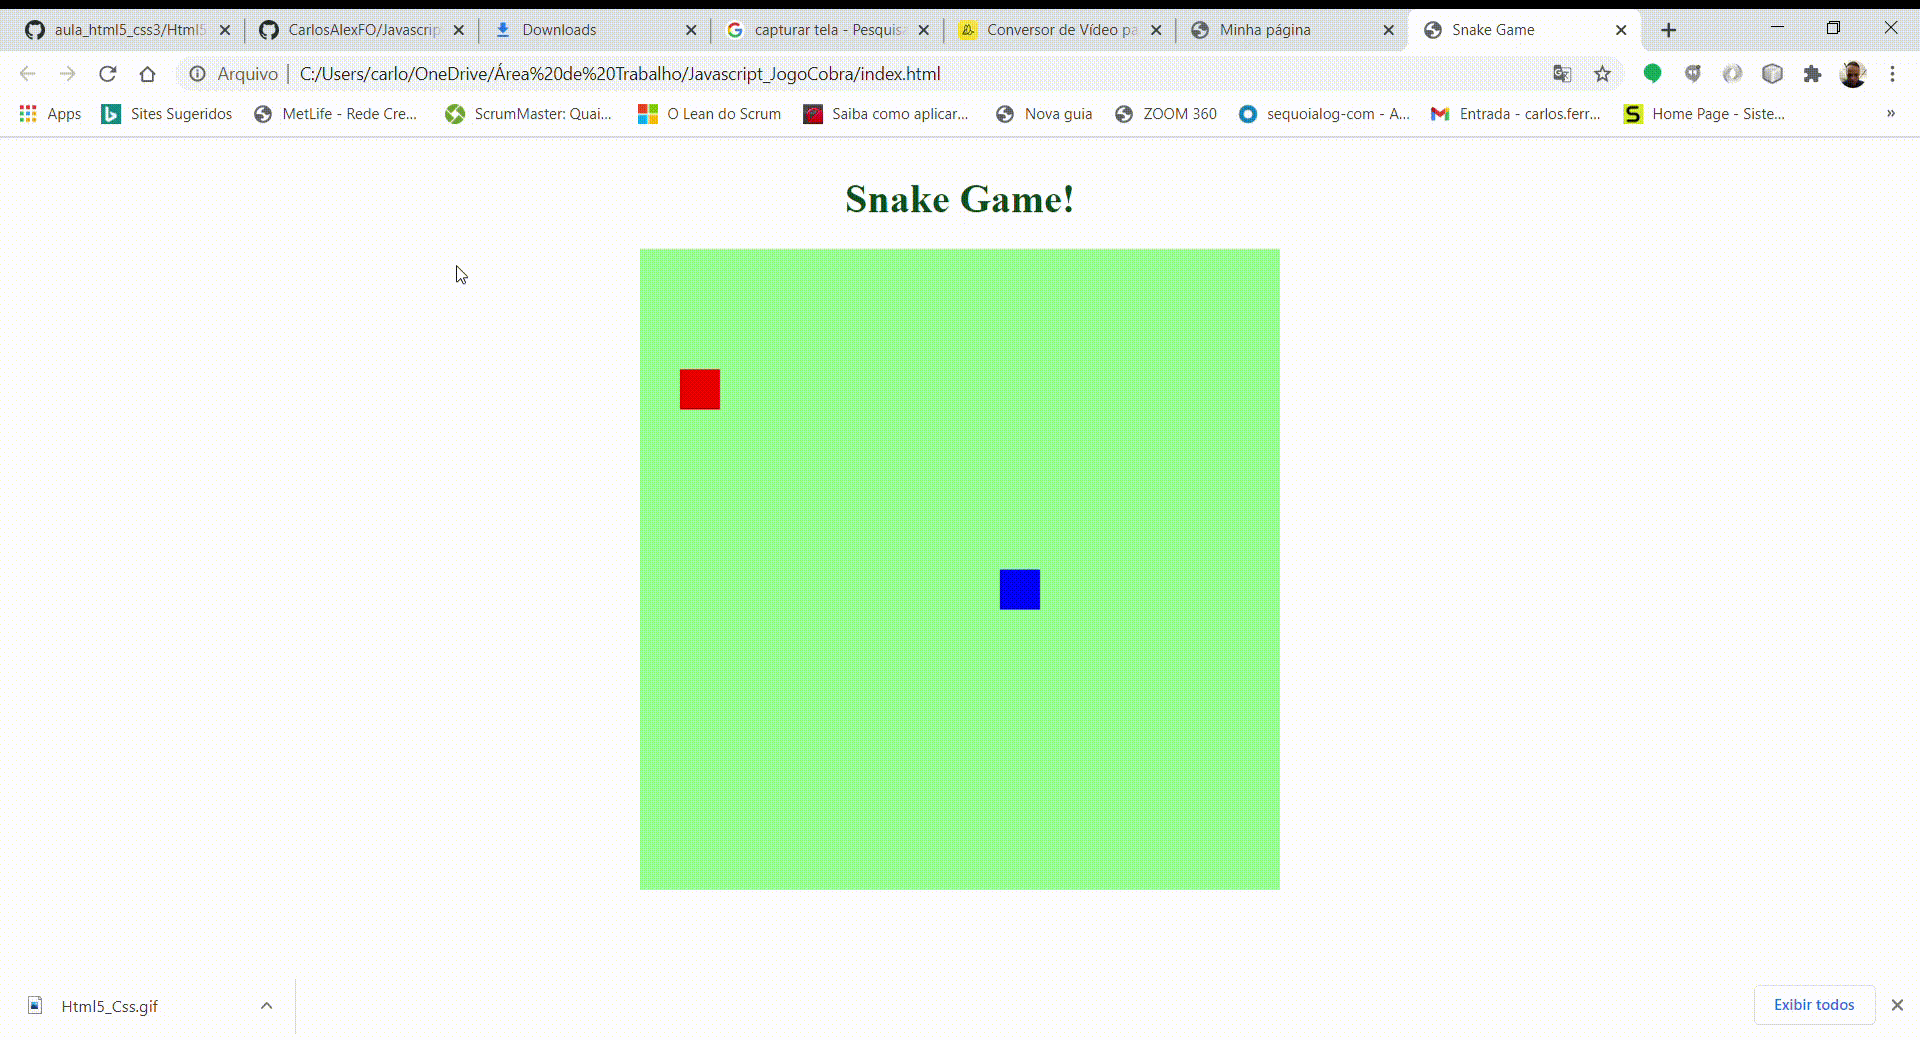 aula_html5_css3/Html5
CarlosAlexFO/Javascrip
Downloads
capturar tela - Pesquis
Conversor de Vídeo pa
Minha página
Snake Game
Arquivo
C:/Users/carlo/OneDrive/Área%20de%20Trabalho/Javascript_JogoCobra/index.html
Apps
Sites Sugeridos
MetLife - Rede Cre...
ScrumMaster: Quai...
O Lean do Scrum
Saiba como aplicar...
Nova guia
ZOOM 360
sequoialog-com - A...
Entrada - carlos.ferr...
Home Page - Siste...
»
Snake Game!
Html5_Css.gif
Exibir todos